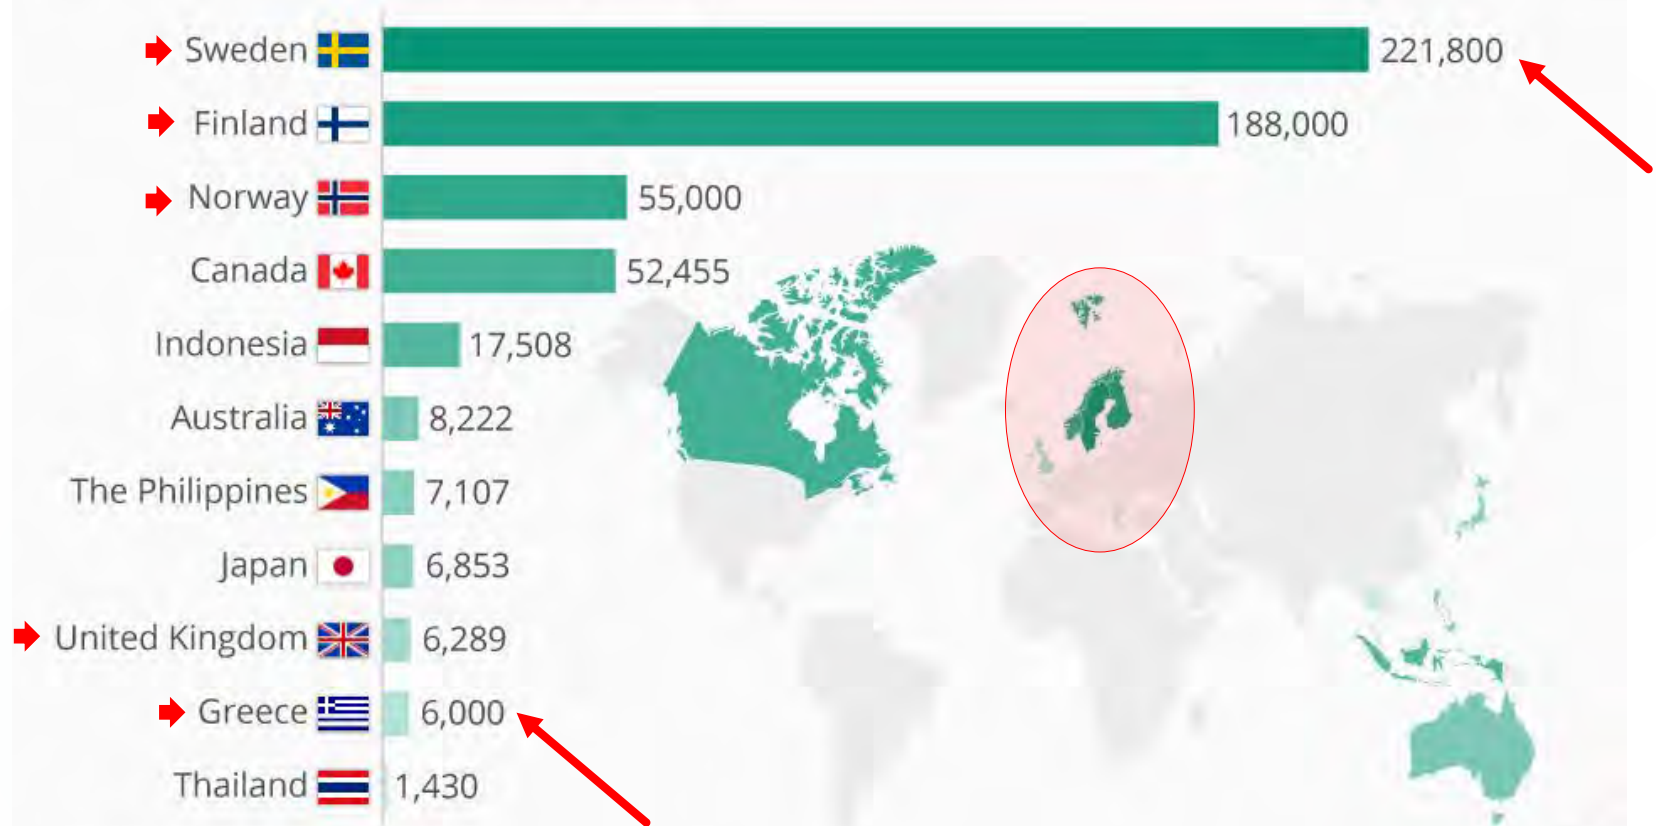 Sweden 221,800
Finland 188,000
Norway 55,000
Canada 52,455
Indonesia 17,508
Australia 8,222
The Philippines 7,107
Japan 6,853
United Kingdom 6,289
Greece 6,000
Thailand 1,430